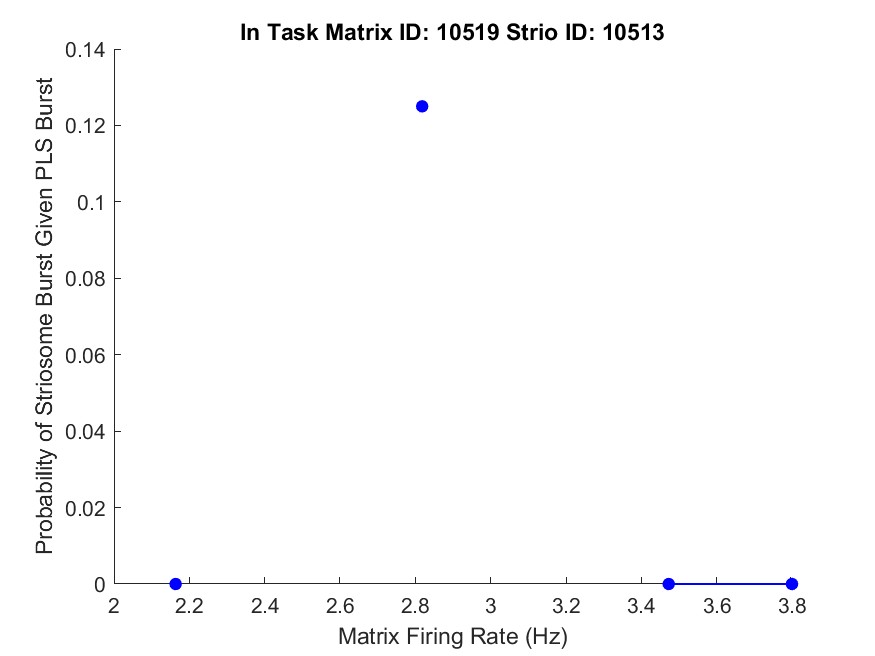 In Task Matrix ID: 10519 Strio ID: 10513
Probability of Striosome Burst Given PLS Burst
0.14
0.12
0.1
0.08
0.06
0.04
0.02
0
2 2.2 2.4 2.6 2.8 3 3.2 3.4 3.6 3.8
Matrix Firing Rate (Hz)